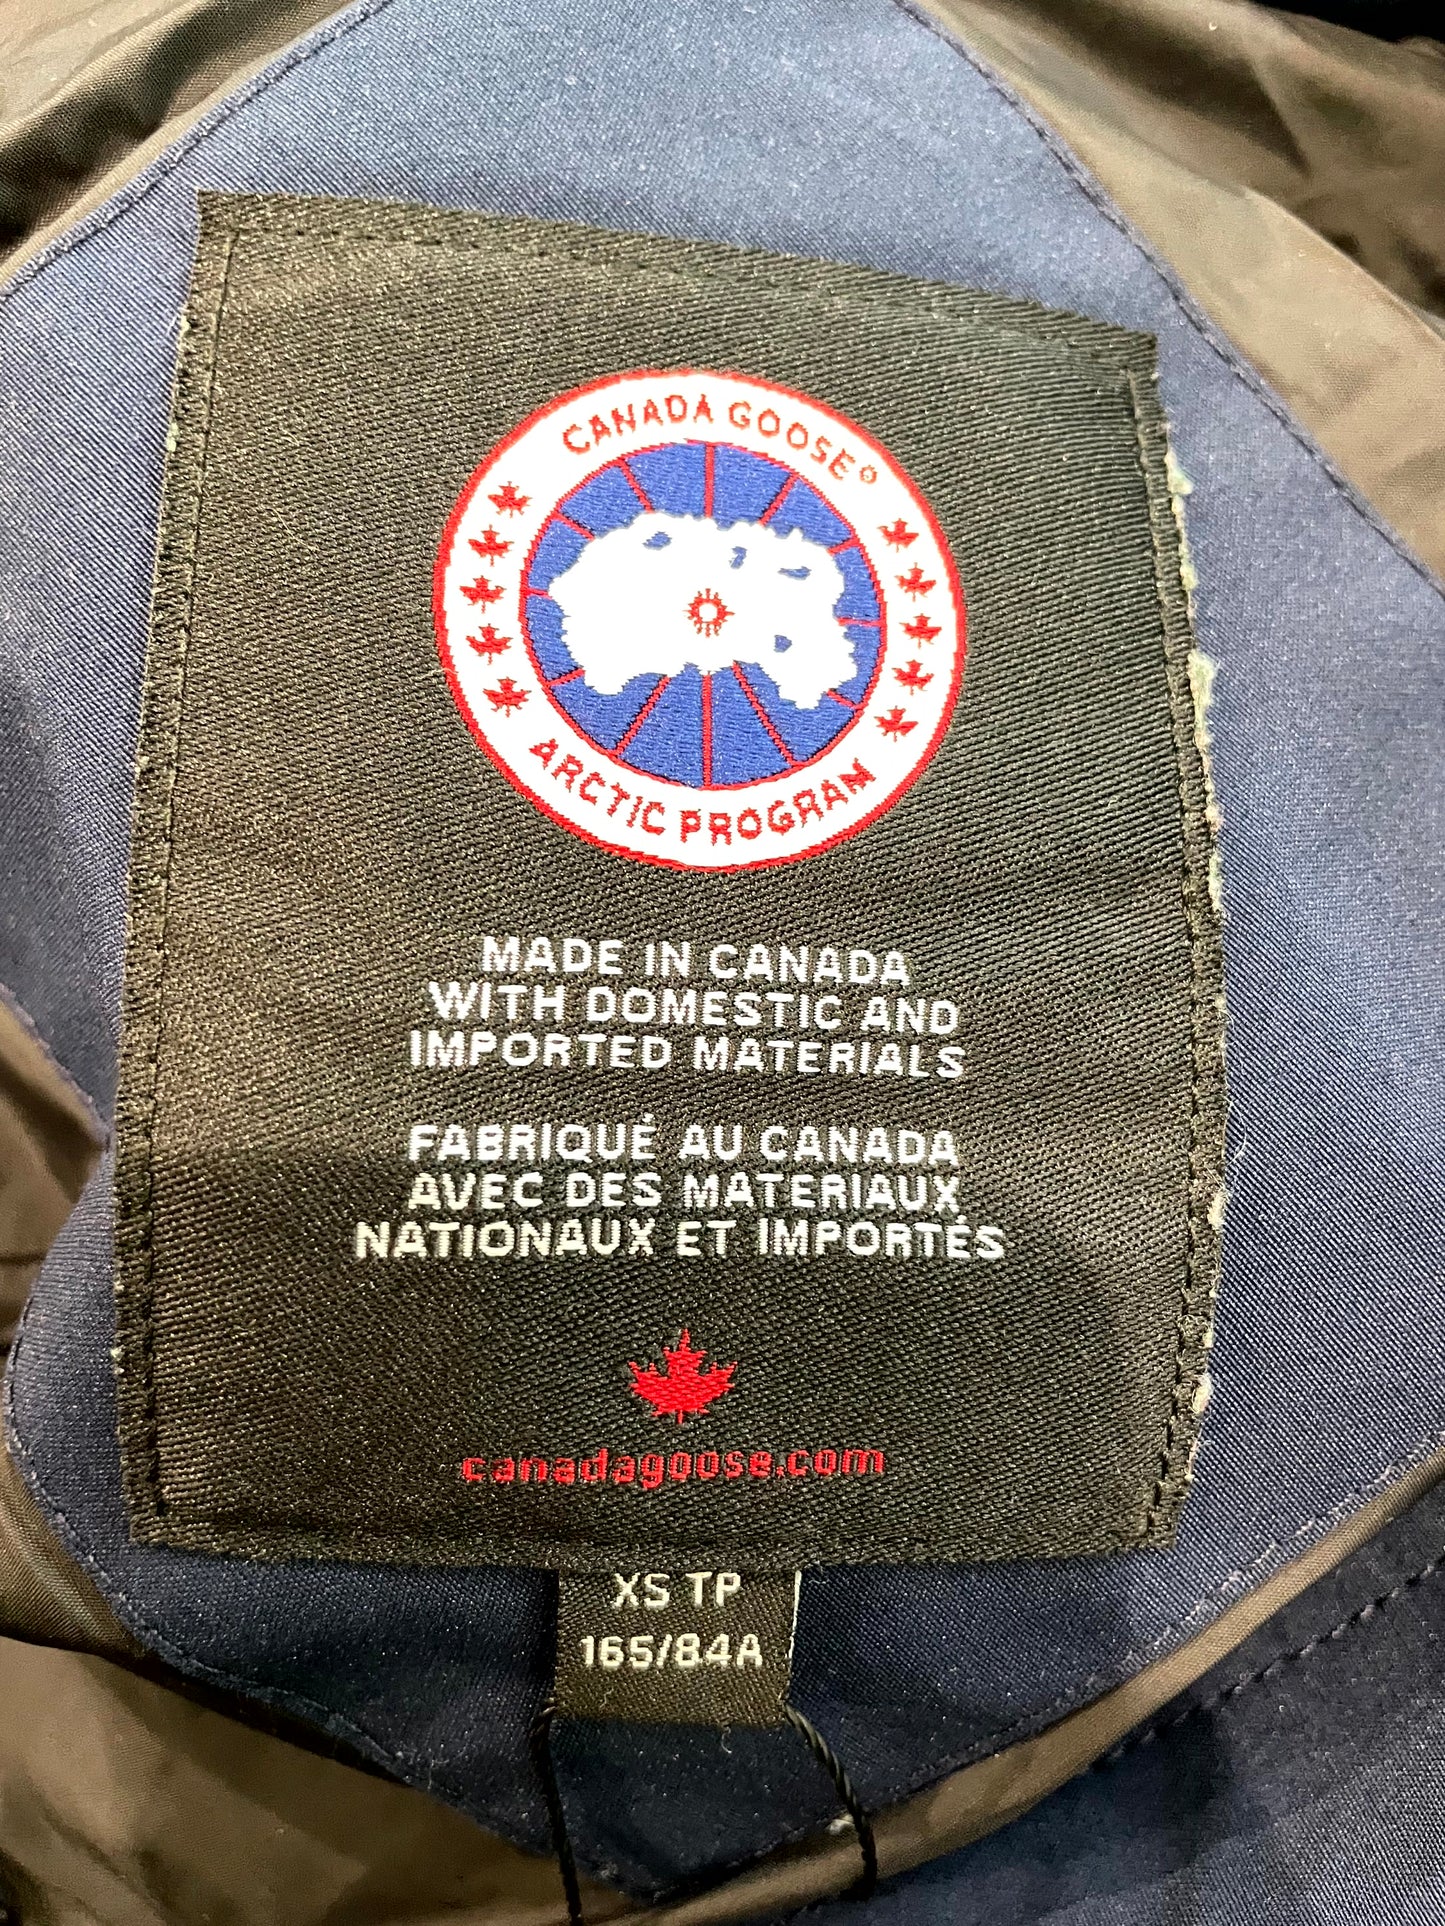 CANADA GOOSE®
ARCTIC PROGRAM
MADE IN CANADA
WITH DOMESTIC AND
IMPORTED MATERIALS
FABRIQUÉ AU CANADA
AVEC DES MATERIAUX
NATIONAUX ET IMPORTÉS
canadagoose.com
XS TP
165/84A